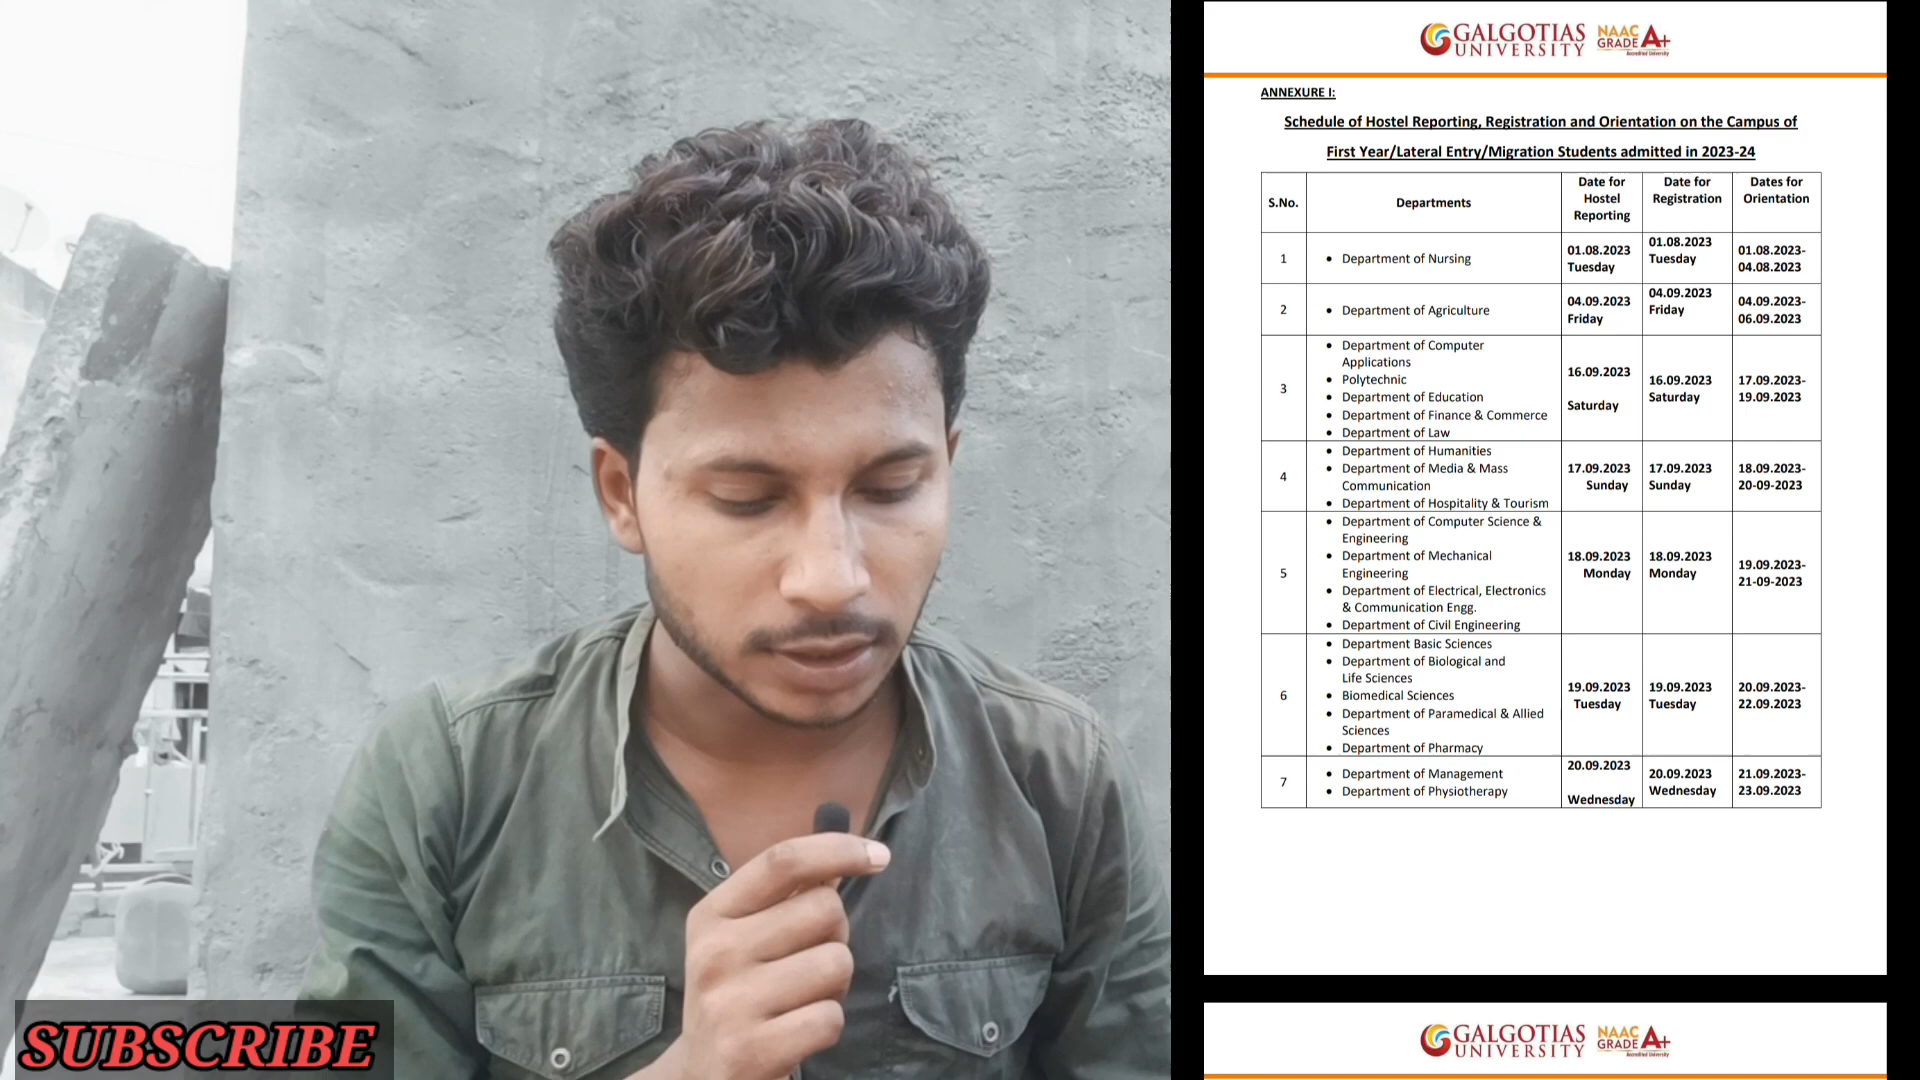 GALGOTIAS
UNIVERSITY
NAAC
GRADE A+
Accredited University
ANNEXURE I:
Schedule of Hostel Reporting, Registration and Orientation on the Campus of
First Year/Lateral Entry/Migration Students admitted in 2023-24
S.No.
Departments
Date for
Hostel
Reporting
Date for
Registration
Dates for
Orientation
1
• Department of Nursing
01.08.2023
Tuesday
01.08.2023
Tuesday
01.08.2023-
04.08.2023
2
• Department of Agriculture
04.09.2023
Friday
04.09.2023
Friday
04.09.2023-
06.09.2023
3
• Department of Computer
Applications
• Polytechnic
• Department of Education
• Department of Finance & Commerce
• Department of Law
16.09.2023
Saturday
16.09.2023
Saturday
17.09.2023-
19.09.2023
4
• Department of Humanities
• Department of Media & Mass
Communication
• Department of Hospitality & Tourism
17.09.2023
Sunday
17.09.2023
Sunday
18.09.2023-
20-09-2023
5
• Department of Computer Science &
Engineering
• Department of Mechanical
Engineering
• Department of Electrical, Electronics
& Communication Engg.
• Department of Civil Engineering
18.09.2023
Monday
18.09.2023
Monday
19.09.2023-
21-09-2023
6
• Department Basic Sciences
• Department of Biological and
Life Sciences
• Biomedical Sciences
• Department of Paramedical & Allied
Sciences
• Department of Pharmacy
19.09.2023
Tuesday
19.09.2023
Tuesday
20.09.2023-
22.09.2023
7
• Department of Management
• Department of Physiotherapy
20.09.2023
Wednesday
20.09.2023
Wednesday
21.09.2023-
23.09.2023
SUBSCRIBE
GALGOTIAS
UNIVERSITY
NAAC
GRADE A+
Accredited University